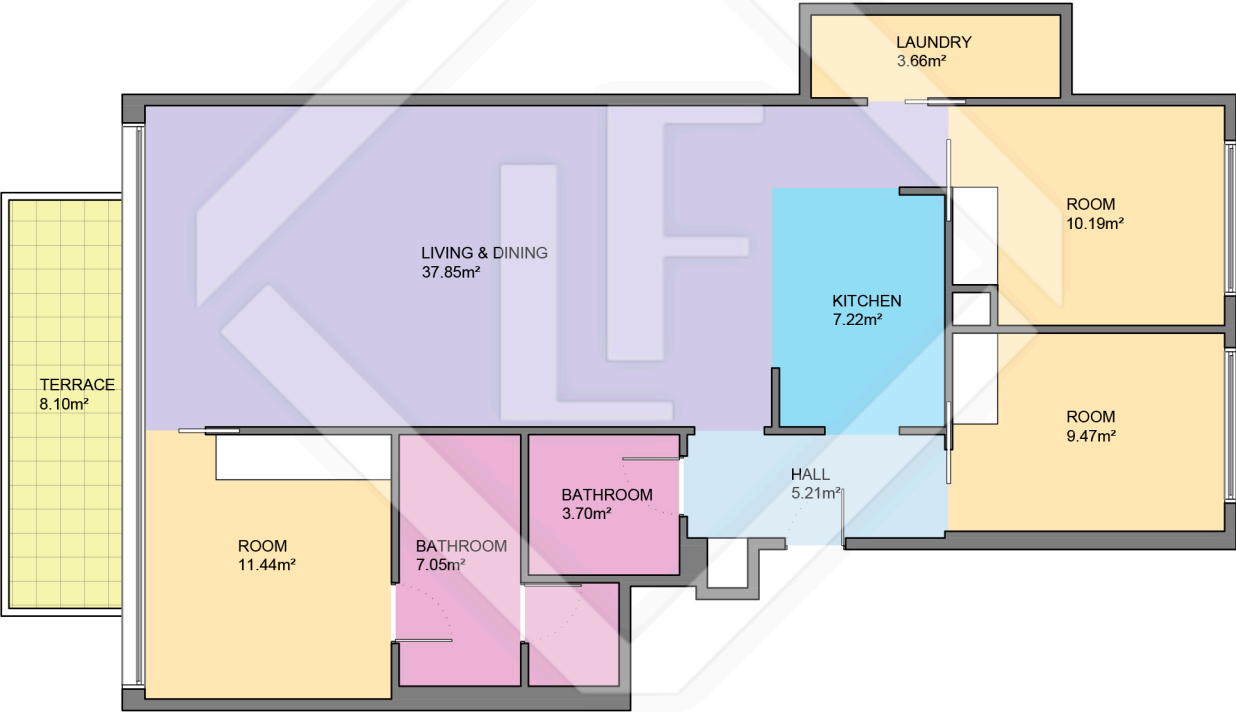 LAUNDRY
3.66m²
ROOM
10.19m²
LIVING & DINING
37.85m²
KITCHEN
7.22m²
TERRACE
8.10m²
ROOM
9.47m²
HALL
5.21m²
BATHROOM
3.70m²
ROOM
11.44m²
BATHROOM
7.05m²
LF